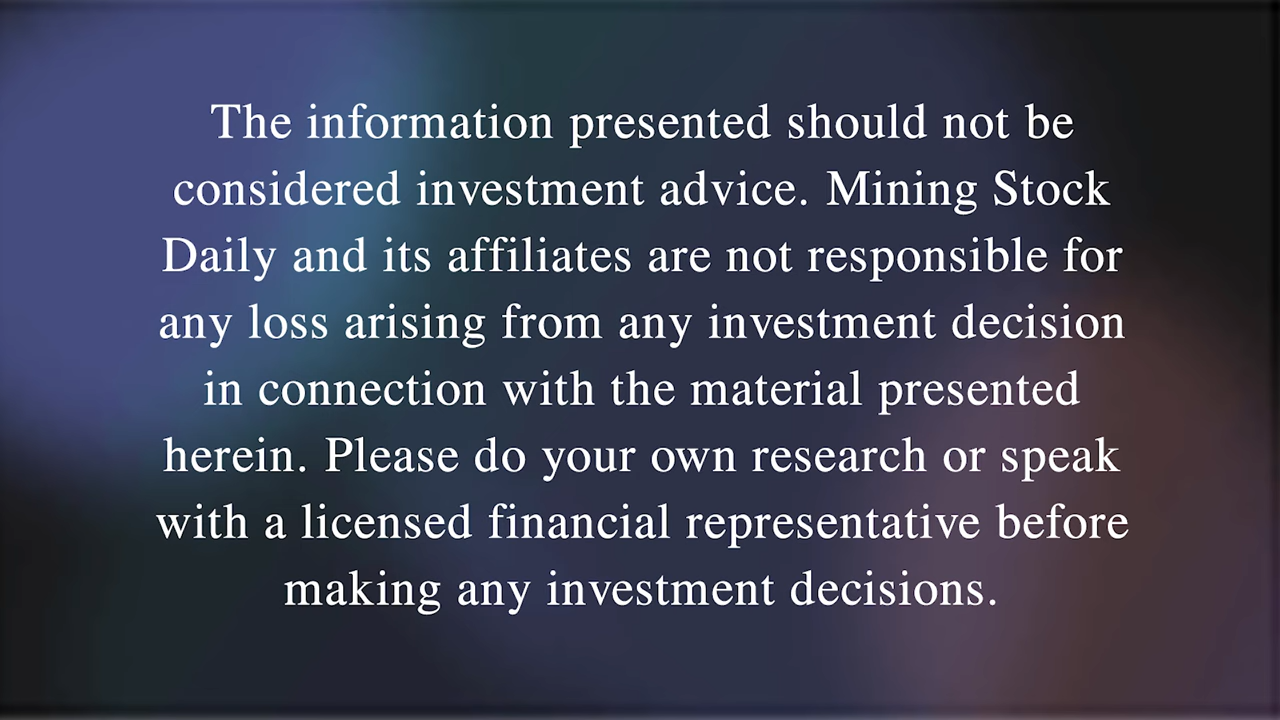 The information presented should not be
considered investment advice. Mining Stock
Daily and its affiliates are not responsible for
any loss arising from any investment decision
in connection with the material presented
herein. Please do your own research or speak
with a licensed financial representative before
making any investment decisions.